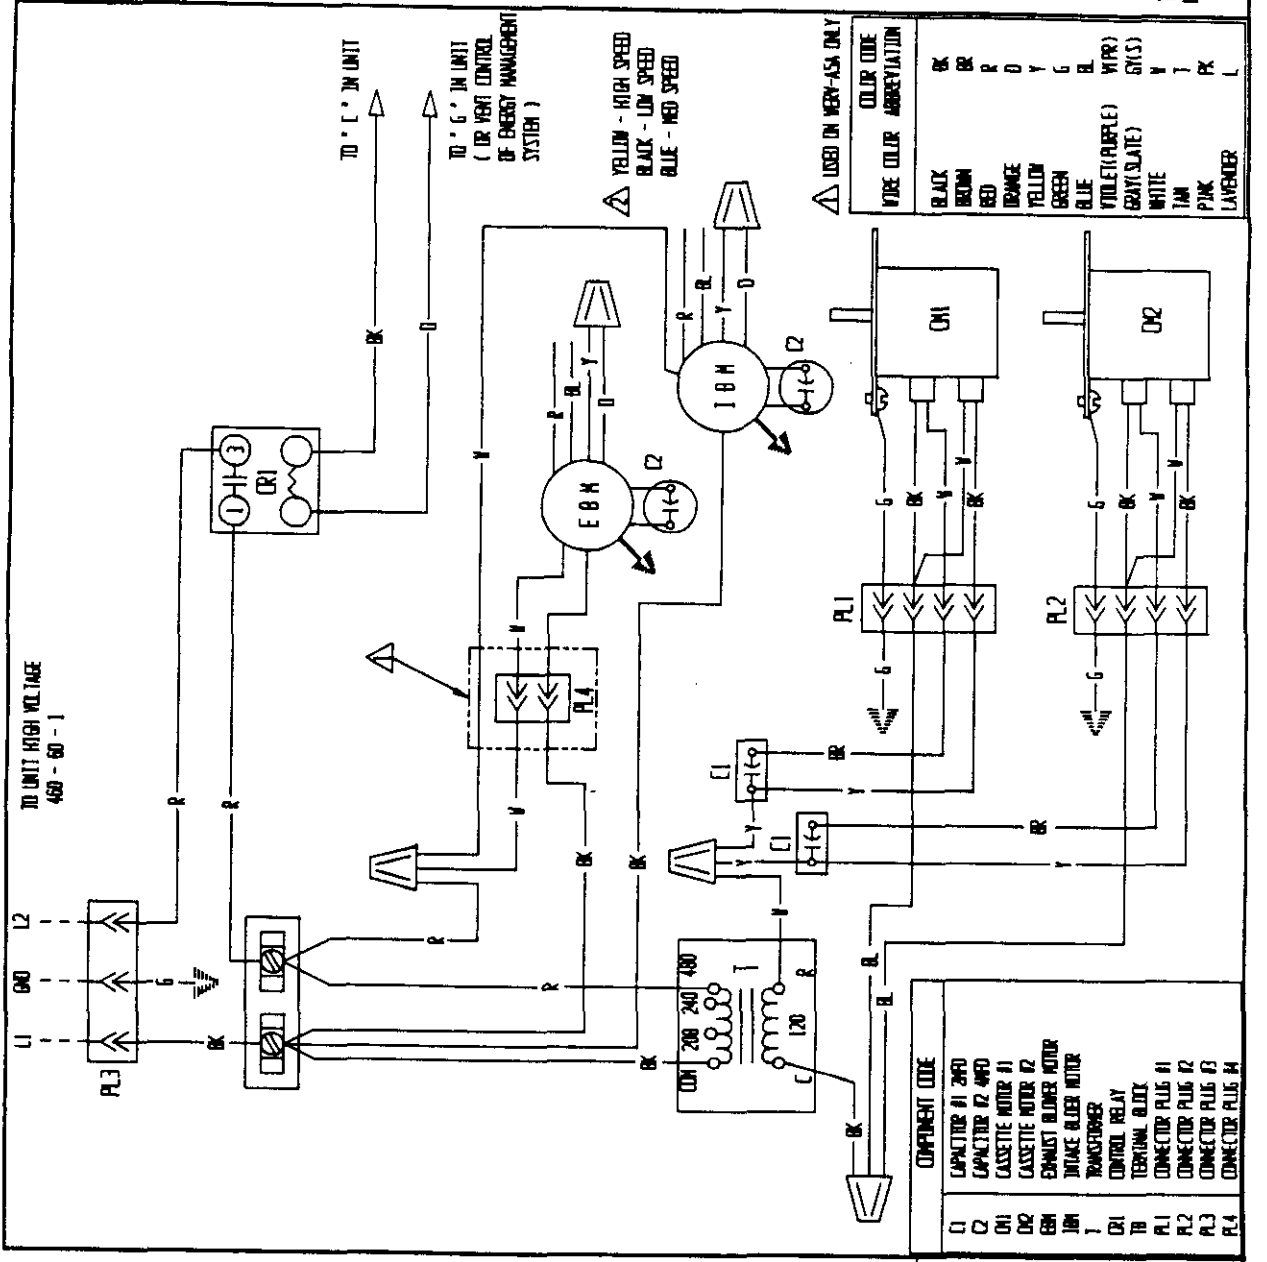 TO UNIT HIGH VOLTAGE
460 - 60 - 1
L1
GND
L2
PL3
G
BK
R
R
1
3
CR1
BK
O
TO "C" IN UNIT
TO "G" IN UNIT
( OR VENT CONTROL
OF ENERGY MANAGEMENT
SYSTEM )
2
YELLOW - HIGH SPEED
BLACK - LOW SPEED
BLUE - MED SPEED
1
USED ON WERV-A5A ONLY
1
R
R
BK
BK
BK
W
W
W
PL4
E B M
C2
R
BL
Y
O
I B M
C2
R
BL
Y
O
COM
208
240
480
T
120
C
R
W
BK
BL
BL
C1
C1
Y
Y
BR
Y
BR
Y
PL1
G
G
BK
W
W
BK
CM1
PL2
G
G
BK
W
W
BK
CM2
COMPONENT CODE
C1 CAPACITOR #1 2MFD
C2 CAPACITOR #2 4MFD
CM1 CASSETTE MOTOR #1
CM2 CASSETTE MOTOR #2
EBM EXHAUST BLOWER MOTOR
IBM INTAKE BLOER MOTOR
T TRANSFORMER
CR1 CONTROL RELAY
TB TERMINAL BLOCK
PL1 CONNECTOR PLUG #1
PL2 CONNECTOR PLUG #2
PL3 CONNECTOR PLUG #3
PL4 CONNECTOR PLUG #4
COLOR CODE
WIRE COLOR ABBREVIATION
BLACK BK
BROWN BR
RED R
ORANGE O
YELLOW Y
GREEN G
BLUE BL
VIOLET(PURPLE) V(PR)
GRAY(SLATE) GY(S)
WHITE W
TAN T
PINK PK
LAVENDER L